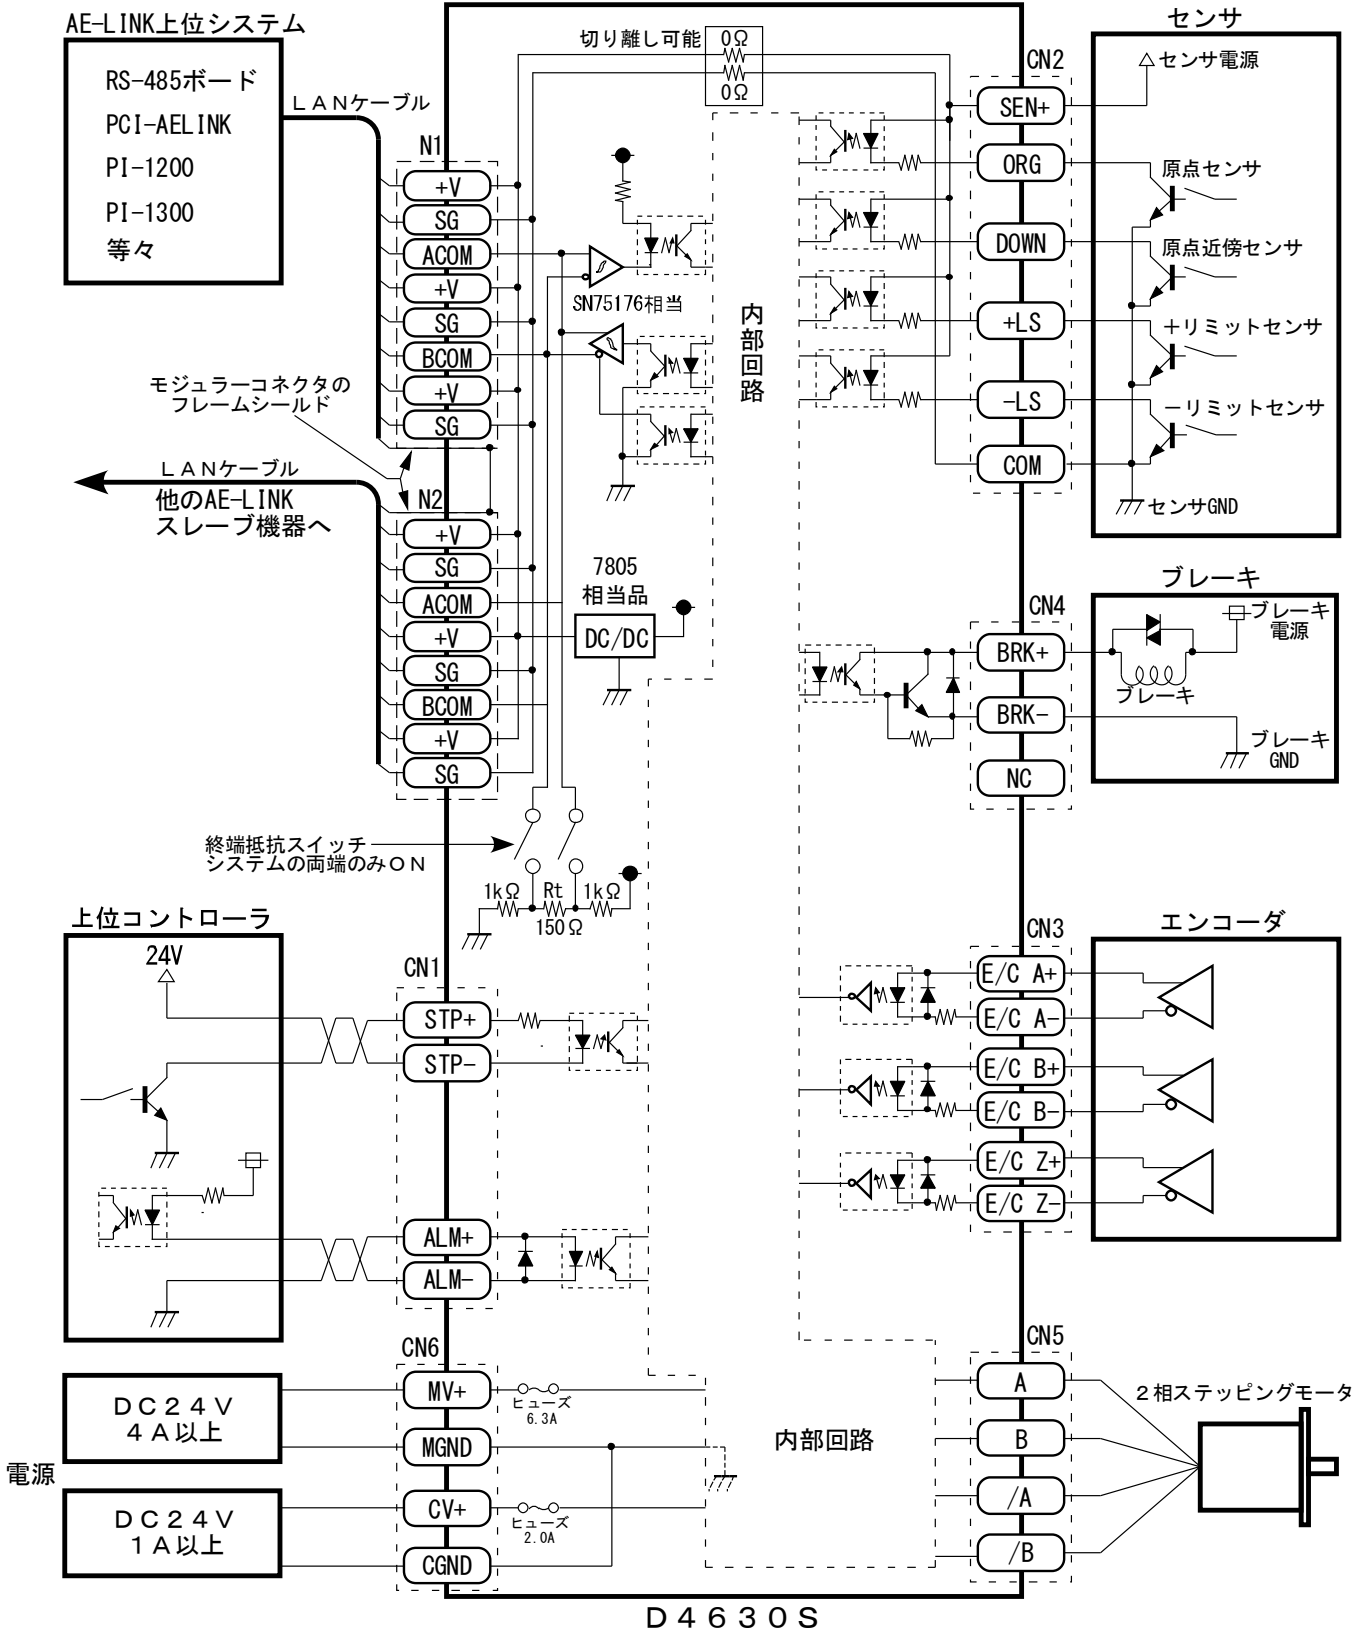 AE-LINK上位システム
RS-485ボード
PCI-AELINK
PI-1200
PI-1300
等々
LANケーブル
N1
+V
SG
ACOM
+V
SG
BCOM
+V
SG
モジュラーコネクタの
フレームシールド
LANケーブル
他のAE-LINK
スレーブ機器へ
N2
+V
SG
ACOM
+V
SG
BCOM
+V
SG
切り離し可能
0Ω
0Ω
SN75176相当
7805
相当品
DC/DC
内部回路
終端抵抗スイッチ
システムの両端のみON
1kΩ
Rt
1kΩ
150Ω
上位コントローラ
24V
CN1
STP+
STP-
ALM+
ALM-
CN6
MV+
MGND
CV+
CGND
電源
DC24V
4A以上
DC24V
1A以上
ヒューズ
6.3A
ヒューズ
2.0A
内部回路
センサ
CN2
SEN+
ORG
DOWN
+LS
-LS
COM
センサ電源
原点センサ
原点近傍センサ
+リミットセンサ
-リミットセンサ
センサGND
ブレーキ
CN4
BRK+
BRK-
NC
ブレーキ
電源
ブレーキ
ブレーキ
GND
エンコーダ
CN3
E/C A+
E/C A-
E/C B+
E/C B-
E/C Z+
E/C Z-
CN5
A
B
/A
/B
2相ステッピングモータ
D4630S